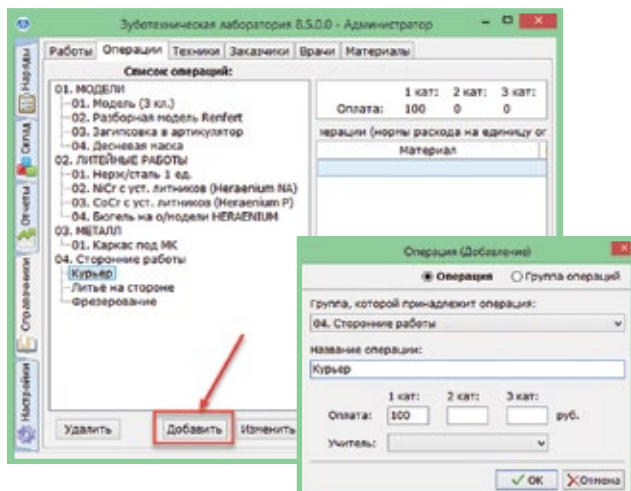 Зуботехническая лаборатория 8.5.0.0 - Администратор
Работы Операции Техники Заказчики Врачи Материалы
Наряды
Склад
Отчеты
Справочники
Настройки
Список операций:
01. МОДЕЛИ
01. Модель (3 кл.)
02. Разборная модель Renfert
03. Загипсовка в артикулятор
04. Десневая маска
02. ЛИТЕЙНЫЕ РАБОТЫ
01. Нерж/сталь 1 ед.
02. NiCr с уст. литников (Heraenium NA)
03. CoCr с уст. литников (Heraenium P)
04. Бюгель на о/модели HERAENIUM
03. МЕТАЛЛ
01. Каркас под МК
04. Сторонние работы
Курьер
Литье на стороне
Фрезерование
1 кат: 2 кат: 3 кат:
Оплата: 100 0 0
ерации (нормы расхода на единицу ог
Материал
Удалить Добавить Изменить
Операция (Добавление)
Операция Группа операций
Группа, которой принадлежит операция:
04. Сторонние работы
Название операции:
Курьер
1 кат: 2 кат: 3 кат:
Оплата: 100 руб.
Учитель:
OK Отмена